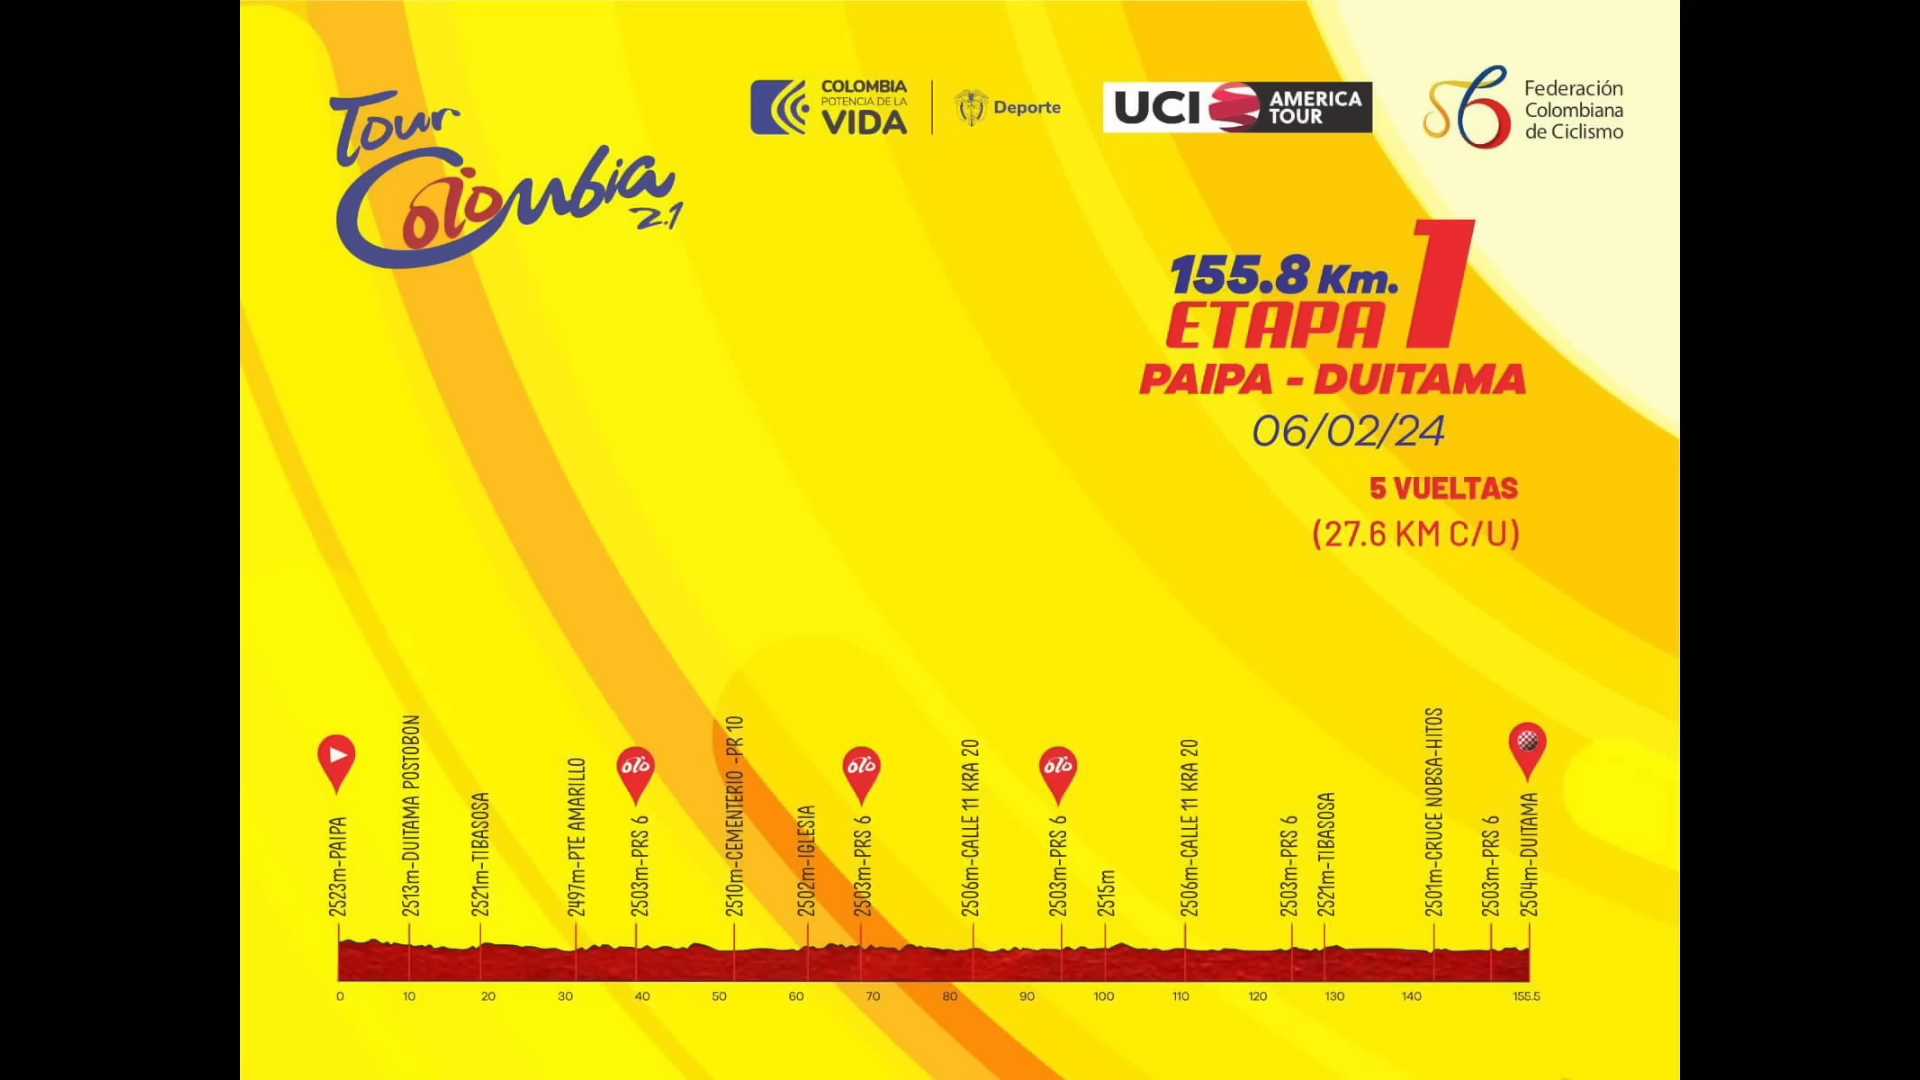 Tour
Colombia
2.1
COLOMBIA
POTENCIA DE LA
VIDA
Deporte
UCI AMERICA
TOUR
Federación
Colombiana
de Ciclismo
155.8 Km.
ETAPA 1
PAIPA - DUITAMA
06/02/24
5 VUELTAS
(27.6 KM C/U)
2523m-PAIPA
2513m-DUITAMA POSTOBON
2521m-TIBASOSA
2497m-PTE AMARILLO
olo
2503m-PRS 6
2510m-CEMENTERIO -PR 10
2502m-IGLESIA
olo
2503m-PRS 6
2506m-CALLE 11 KRA 20
olo
2503m-PRS 6
2515m
2506m-CALLE 11 KRA 20
2503m-PRS 6
2521m-TIBASOSA
2501m-CRUCE NOBSA-HITOS
2503m-PRS 6
2504m-DUITAMA
0 10 20 30 40 50 60 70 80 90 100 110 120 130 140 155.5